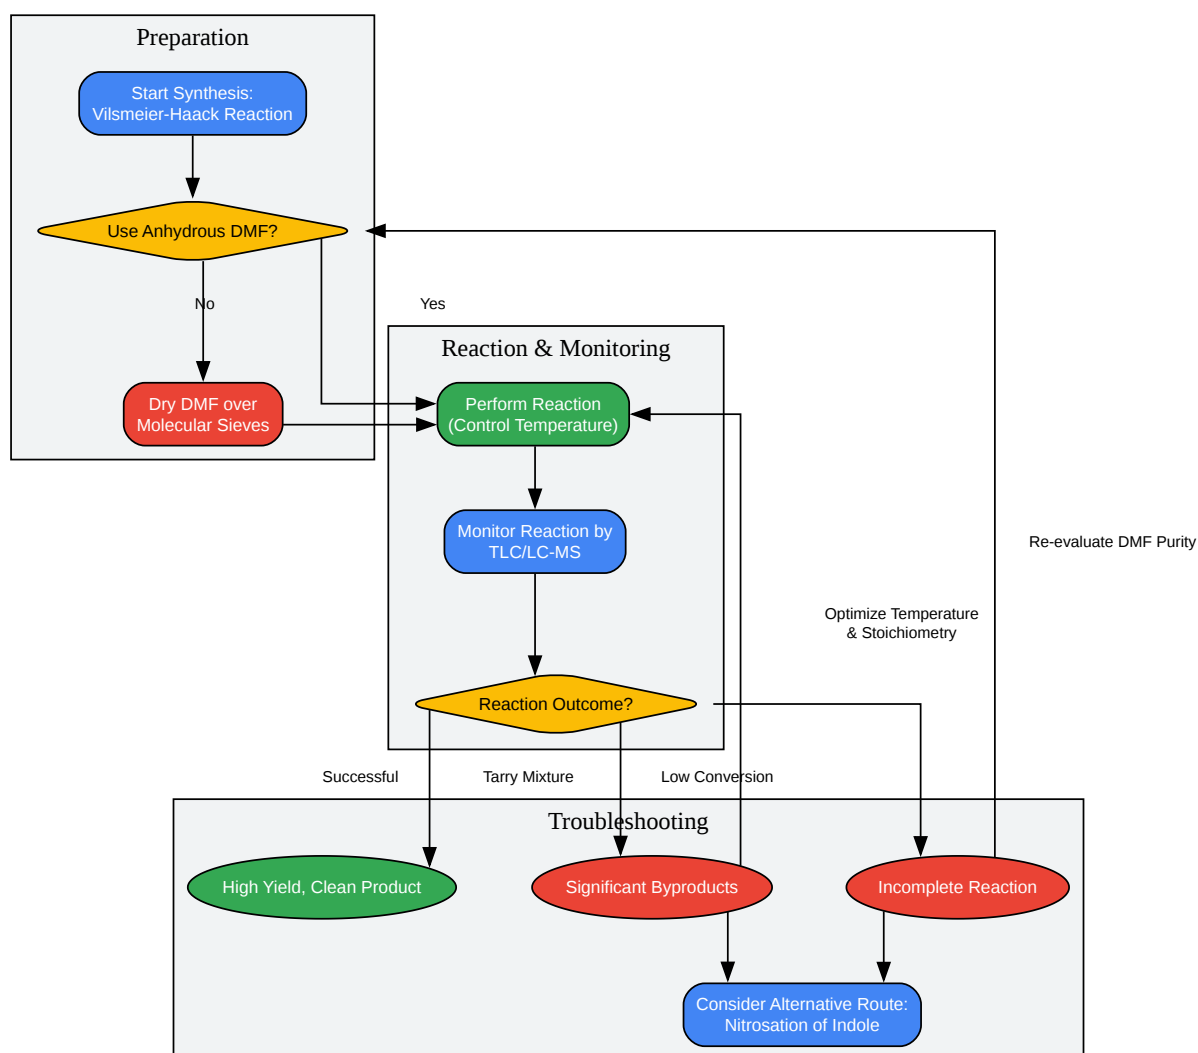 Preparation
Start Synthesis:
Vilsmeier-Haack Reaction
Use Anhydrous DMF?
No
Yes
Dry DMF over
Molecular Sieves
Reaction & Monitoring
Perform Reaction
(Control Temperature)
Monitor Reaction by
TLC/LC-MS
Reaction Outcome?
Re-evaluate DMF Purity
Optimize Temperature
& Stoichiometry
Successful
Tarry Mixture
Low Conversion
Troubleshooting
High Yield, Clean Product
Significant Byproducts
Incomplete Reaction
Consider Alternative Route:
Nitrosation of Indole